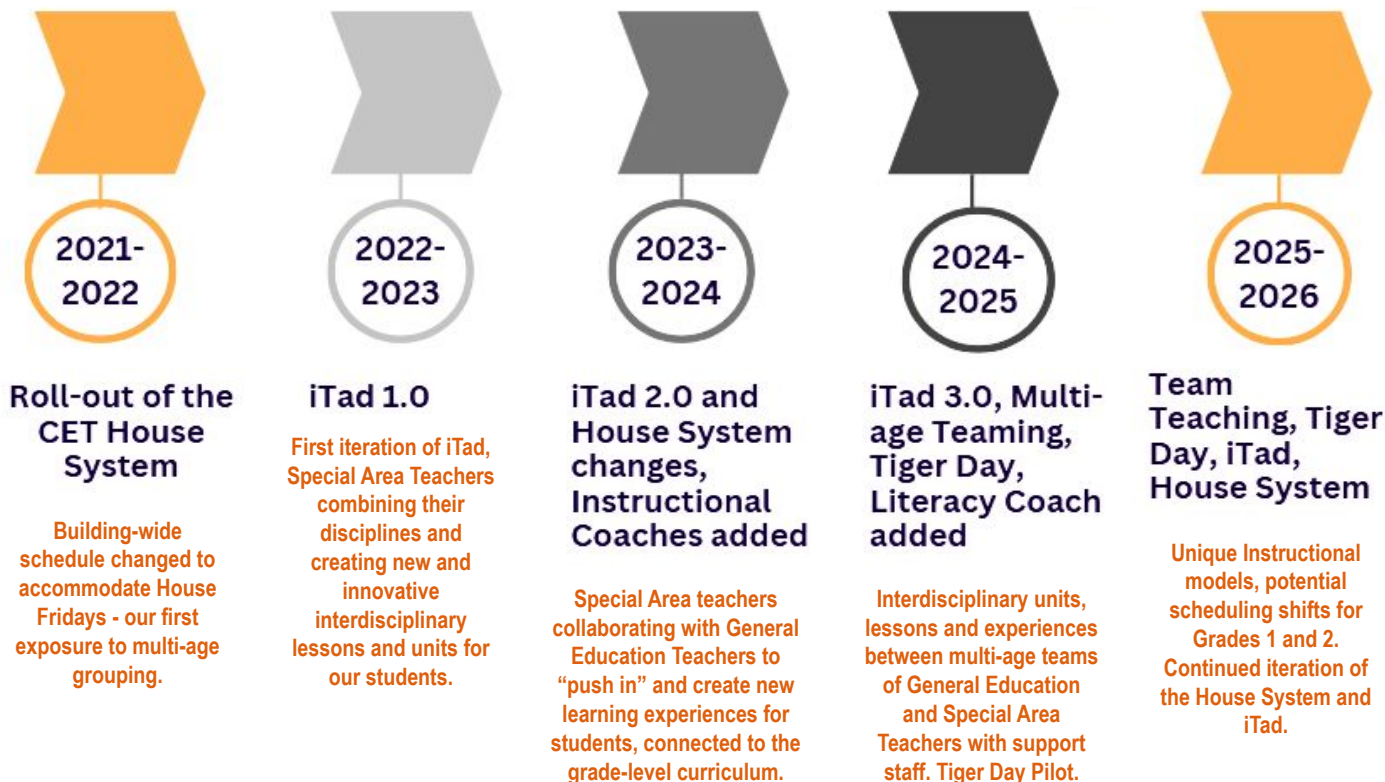 2021-
2022
Roll-out of the
CET House
System
Building-wide
schedule changed to
accommodate House
Fridays - our first
exposure to multi-age
grouping.
2022-
2023
iTad 1.0
First iteration of iTad,
Special Area Teachers
combining their
disciplines and
creating new and
innovative
interdisciplinary
lessons and units for
our students.
2023-
2024
iTad 2.0 and
House System
changes,
Instructional
Coaches added
Special Area teachers
collaborating with General
Education Teachers to
“push in” and create new
learning experiences for
students, connected to the
grade-level curriculum.
2024-
2025
iTad 3.0, Multi-
age Teaming,
Tiger Day,
Literacy Coach
added
Interdisciplinary units,
lessons and experiences
between multi-age teams
of General Education
and Special Area
Teachers with support
staff. Tiger Day Pilot.
2025-
2026
Team
Teaching, Tiger
Day, iTad,
House System
Unique Instructional
models, potential
scheduling shifts for
Grades 1 and 2.
Continued iteration of
the House System and
iTad.